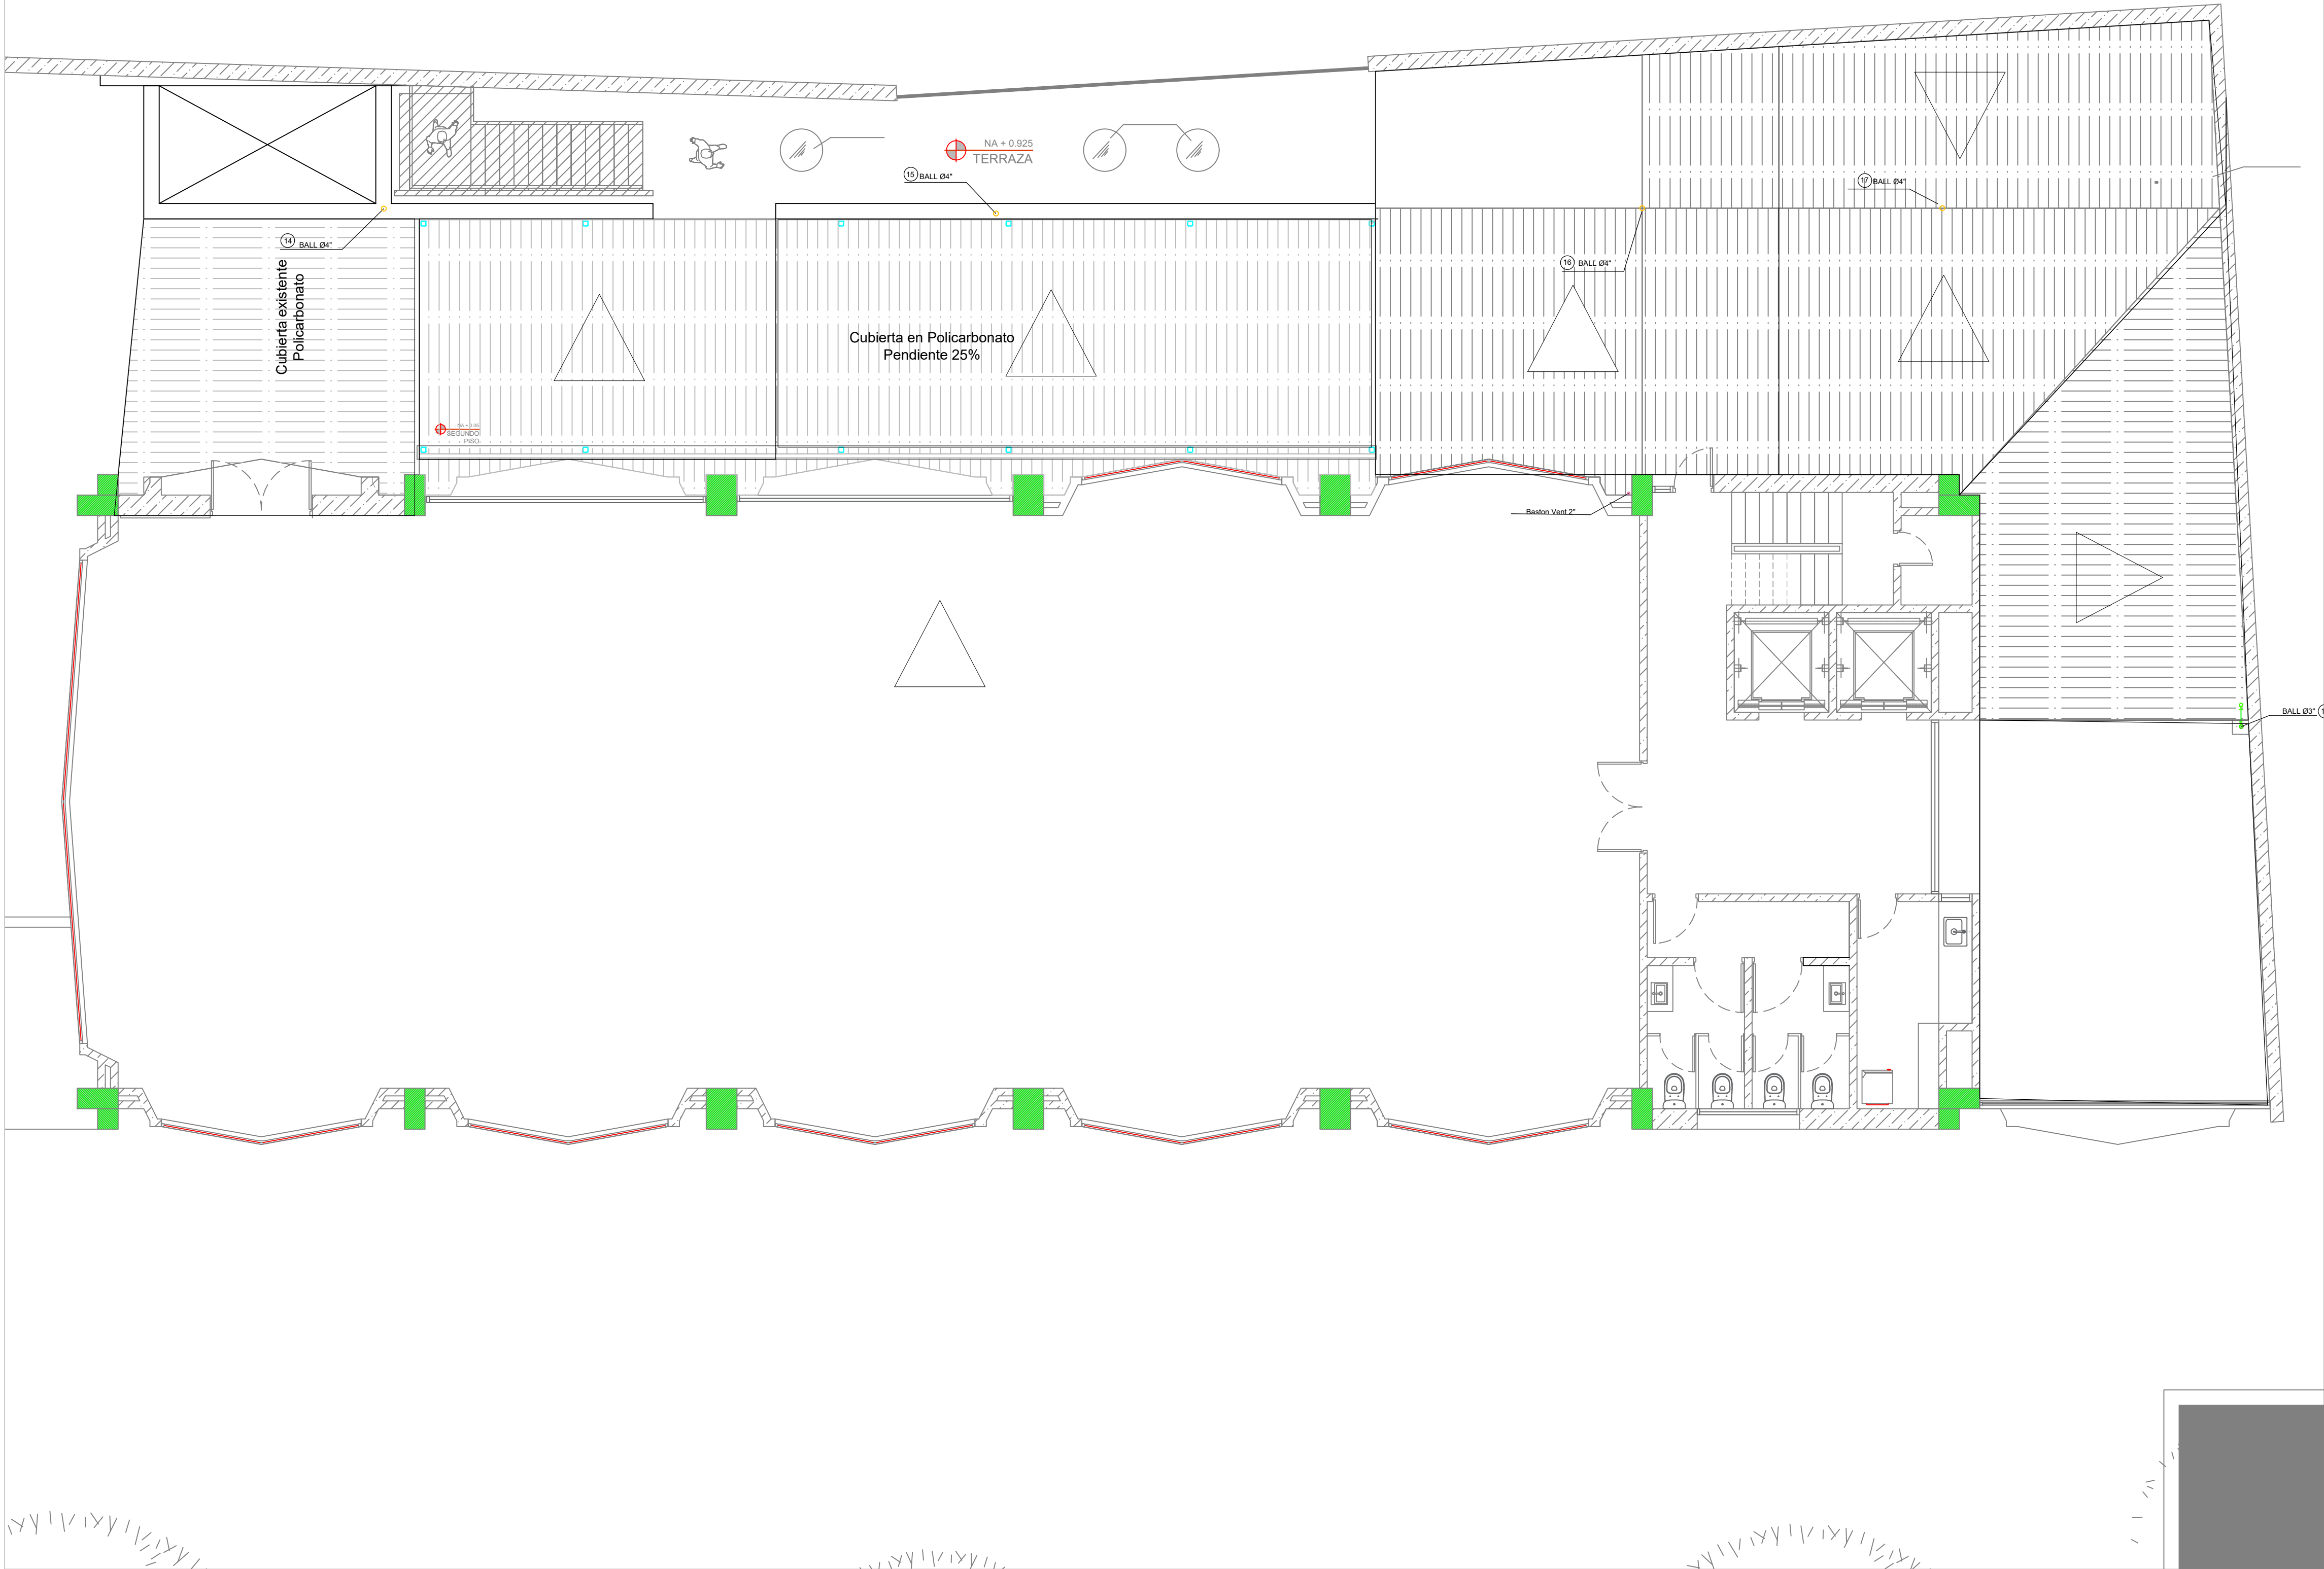 NA + 0.925
TERRAZA
15 BALL Ø4"
17 BALL Ø4"
14 BALL Ø4"
16 BALL Ø4"
Cubierta existente
Policarbonato
Cubierta en Policarbonato
Pendiente 25%
SEGUNDO
PISO
Baston Vent 2"
BALL Ø3"